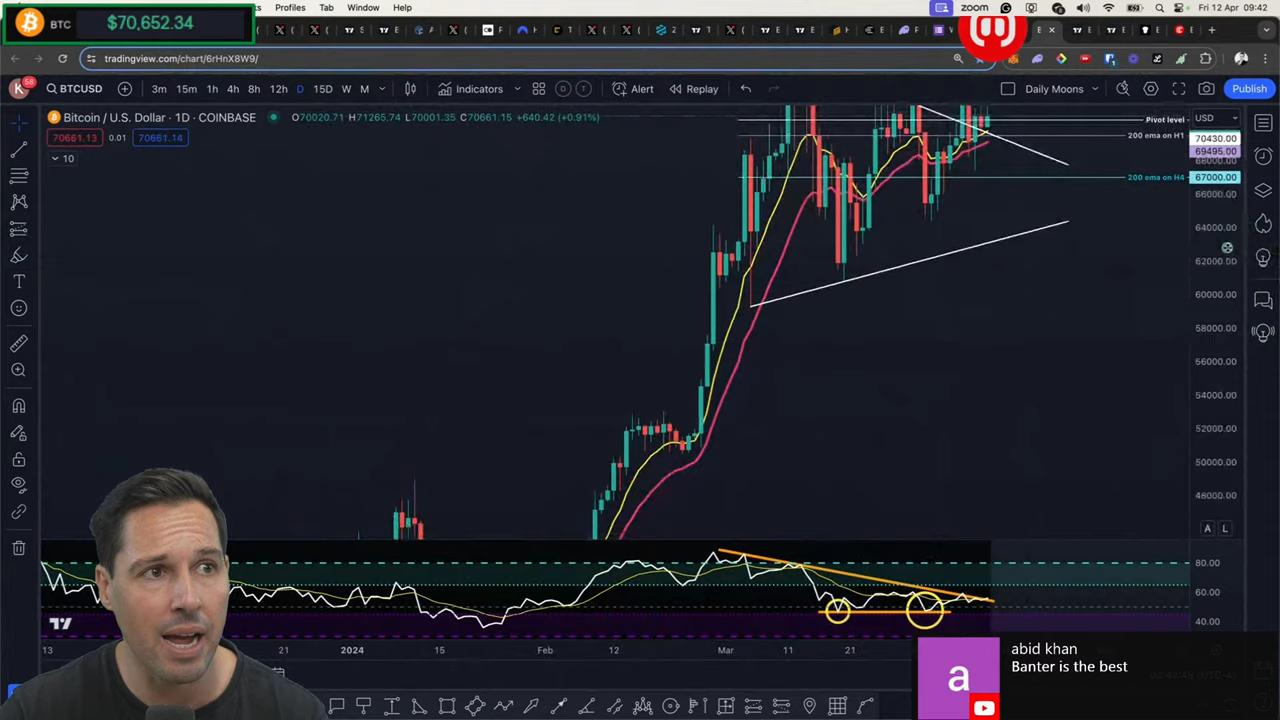 BTC $70,652.34
Profiles Tab Window Help
zoom
Fri 12 Apr 09:42
tradingview.com/chart/6rHnX8W9/
K 58 BTCUSD 3m 15m 1h 4h 8h 12h D 15D W M Indicators Alert Replay Daily Moons Publish
Bitcoin / U.S. Dollar · 1D · COINBASE O70020.71 H71265.74 L70001.35 C70661.15 +640.42 (+0.91%)
USD
Pivot level
70661.13 0.01 70661.14
200 ema on H1
70430.00
69495.00
10
68000.00
200 ema on H4
67000.00
66000.00
64000.00
62000.00
60000.00
58000.00
56000.00
54000.00
52000.00
50000.00
48000.00
A L
80.00
60.00
40.00
13 21 2024 15 Feb 12 Mar 11 21
abid khan
Banter is the best
a